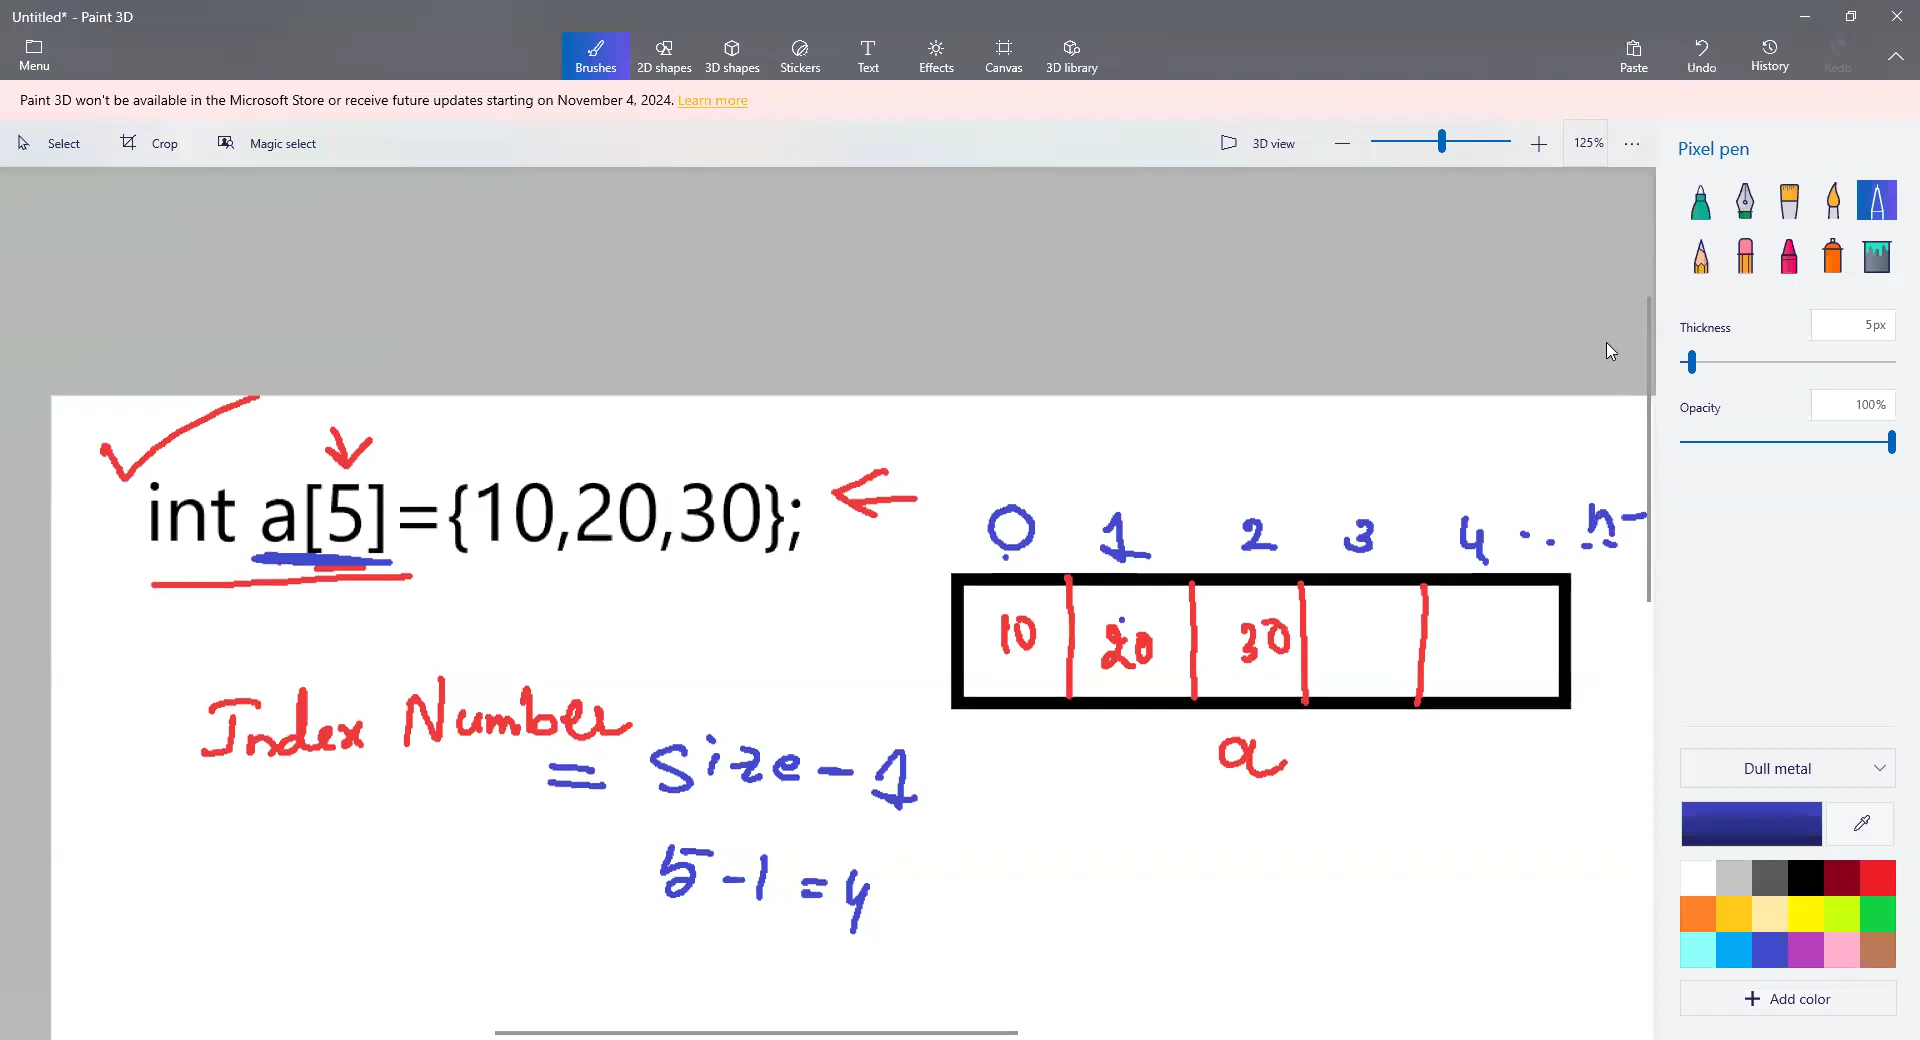 Untitled* - Paint 3D
Menu
Brushes 2D shapes 3D shapes Stickers Text Effects Canvas 3D library
Paste Undo History Redo
Paint 3D won't be available in the Microsoft Store or receive future updates starting on November 4, 2024. Learn more
Select Crop Magic select
3D view 125% ...
Pixel pen
Thickness 5px
Opacity 100%
int a[5]={10,20,30};
0 1 2 3 4 .. n-
10 20 30
a
Index Number
= Size - 1
5 - 1 = 4
Dull metal
+ Add color